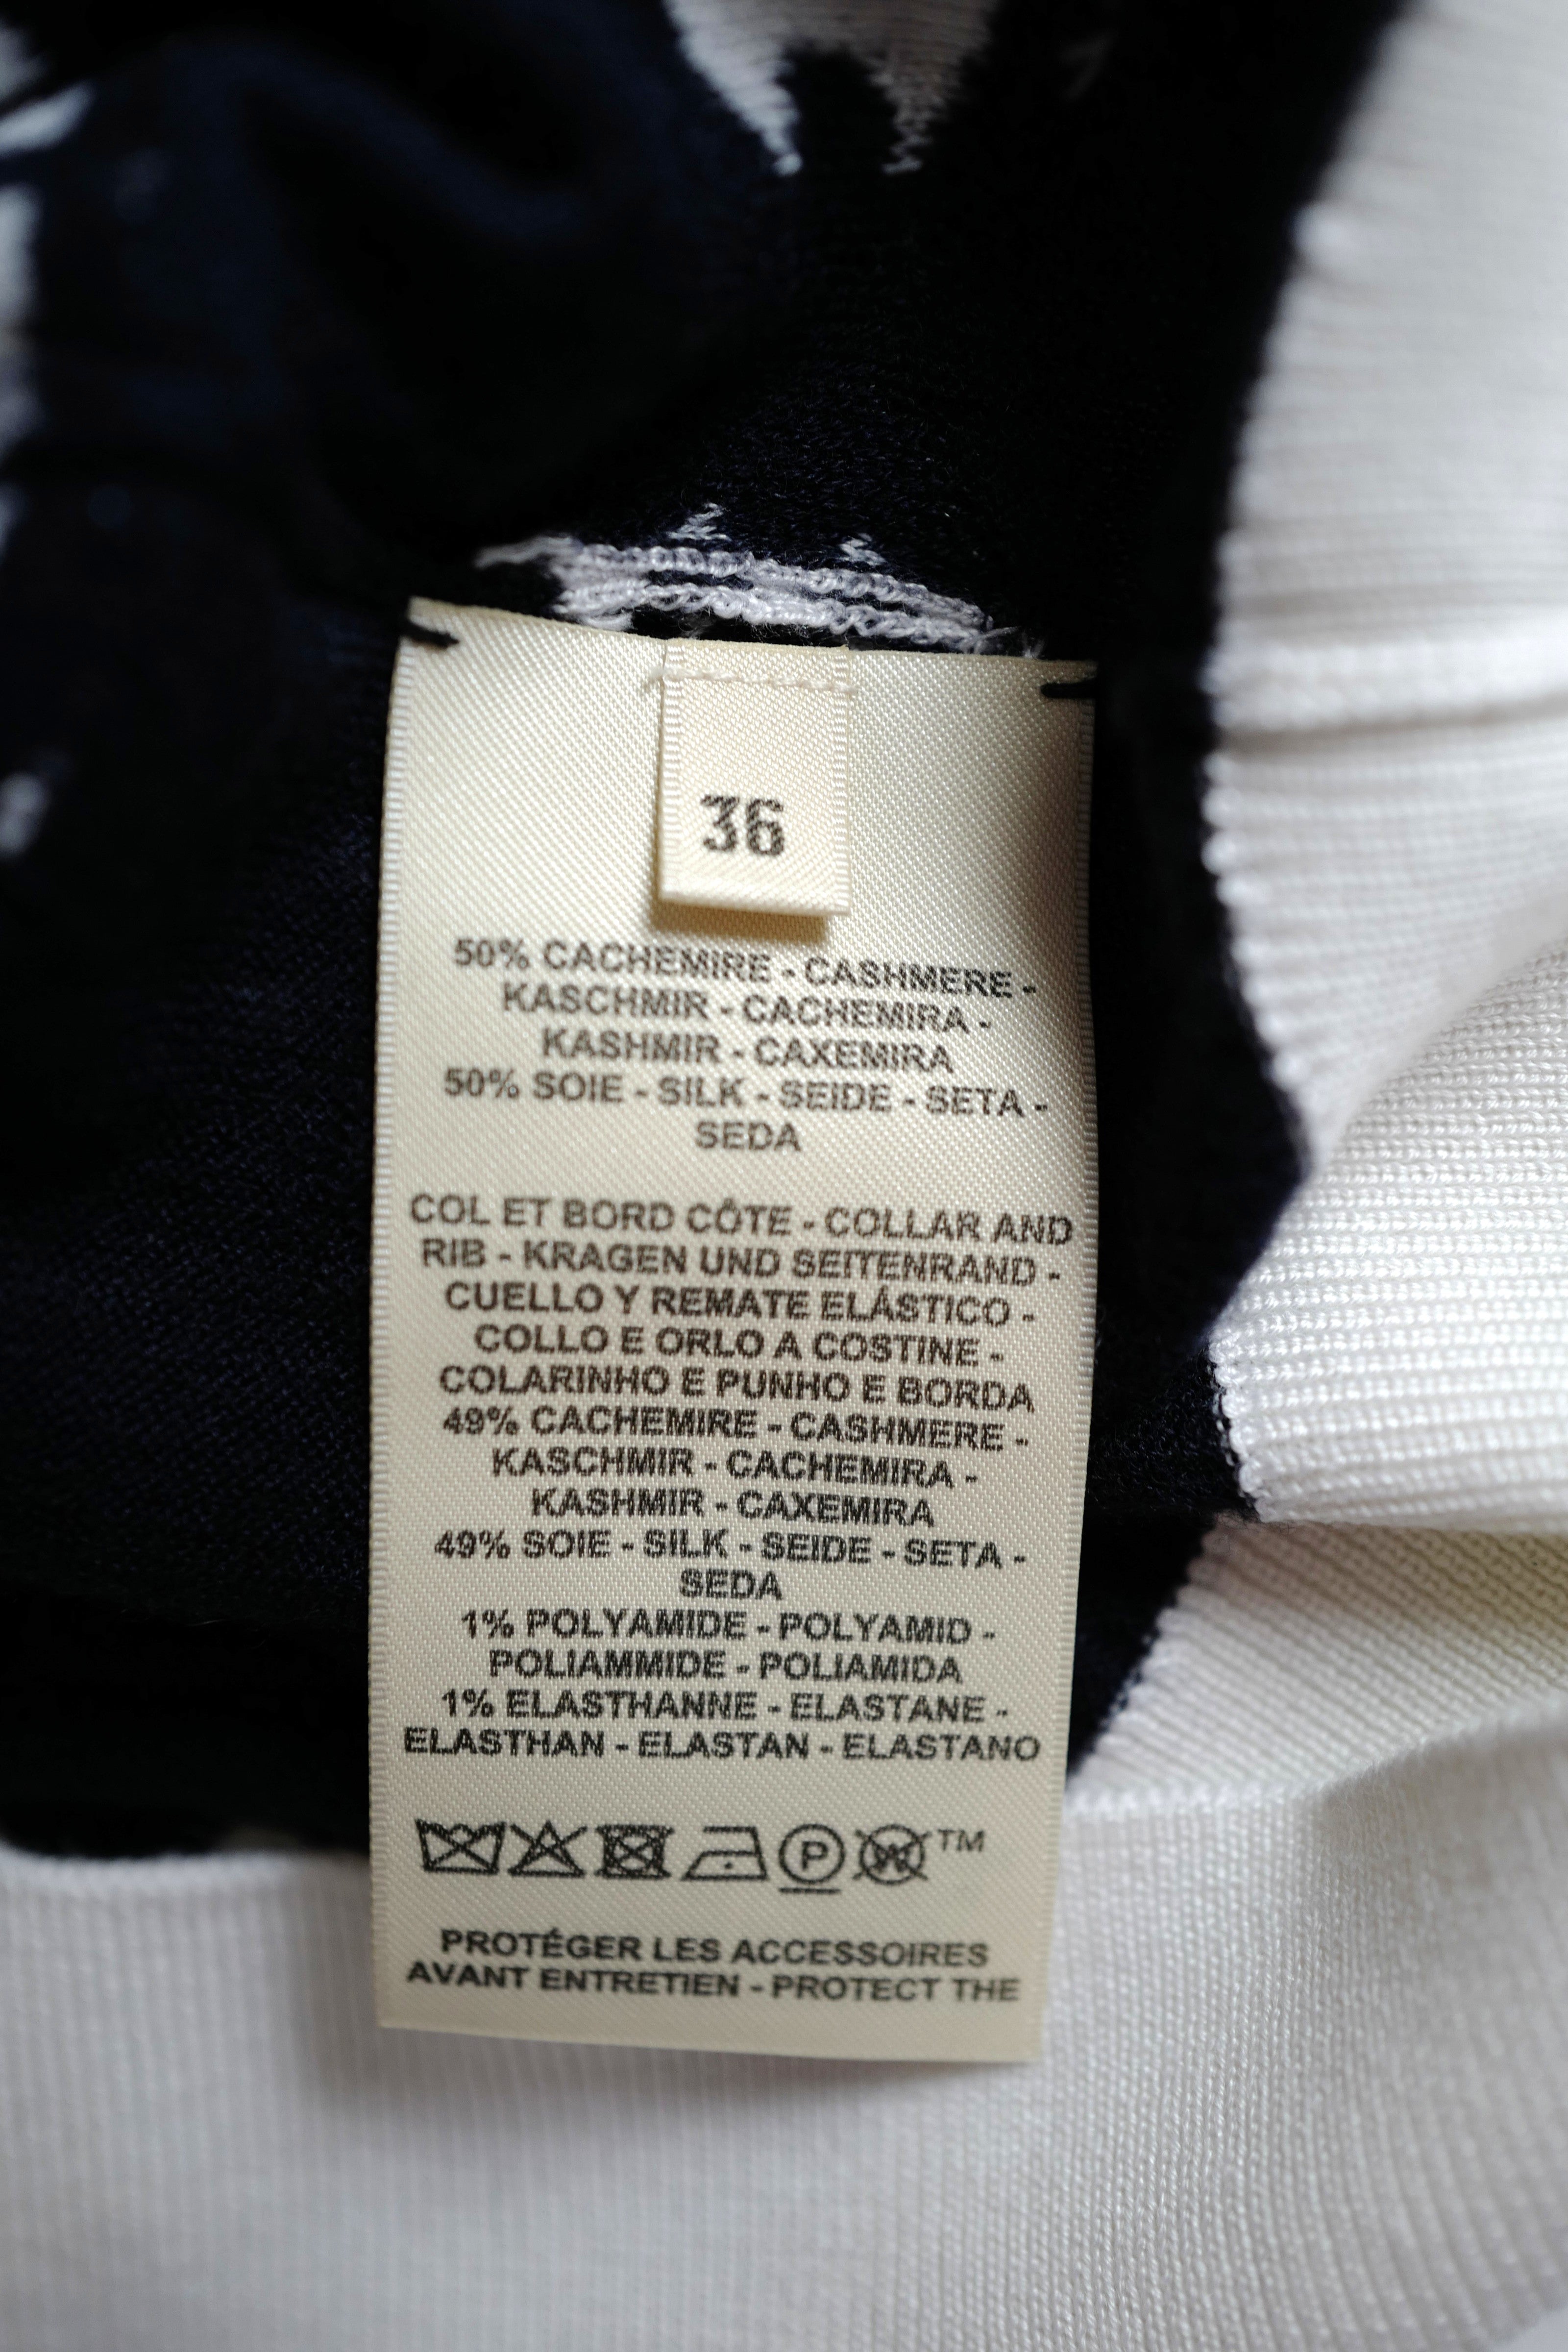 36
50% CACHEMIRE - CASHMERE -
KASCHMIR - CACHEMIRA -
KASHMIR - CAXEMIRA
50% SOIE - SILK - SEIDE - SETA -
SEDA
COL ET BORD CÔTE - COLLAR AND
RIB - KRAGEN UND SEITENRAND -
CUELLO Y REMATE ELÁSTICO -
COLLO E ORLO A COSTINE -
COLARINHO E PUNHO E BORDA
49% CACHEMIRE - CASHMERE -
KASCHMIR - CACHEMIRA -
KASHMIR - CAXEMIRA
49% SOIE - SILK - SEIDE - SETA -
SEDA
1% POLYAMIDE - POLYAMID -
POLIAMMIDE - POLIAMIDA
1% ELASTHANNE - ELASTANE -
ELASTHAN - ELASTAN - ELASTANO
P W TM
PROTÉGER LES ACCESSOIRES
AVANT ENTRETIEN - PROTECT THE